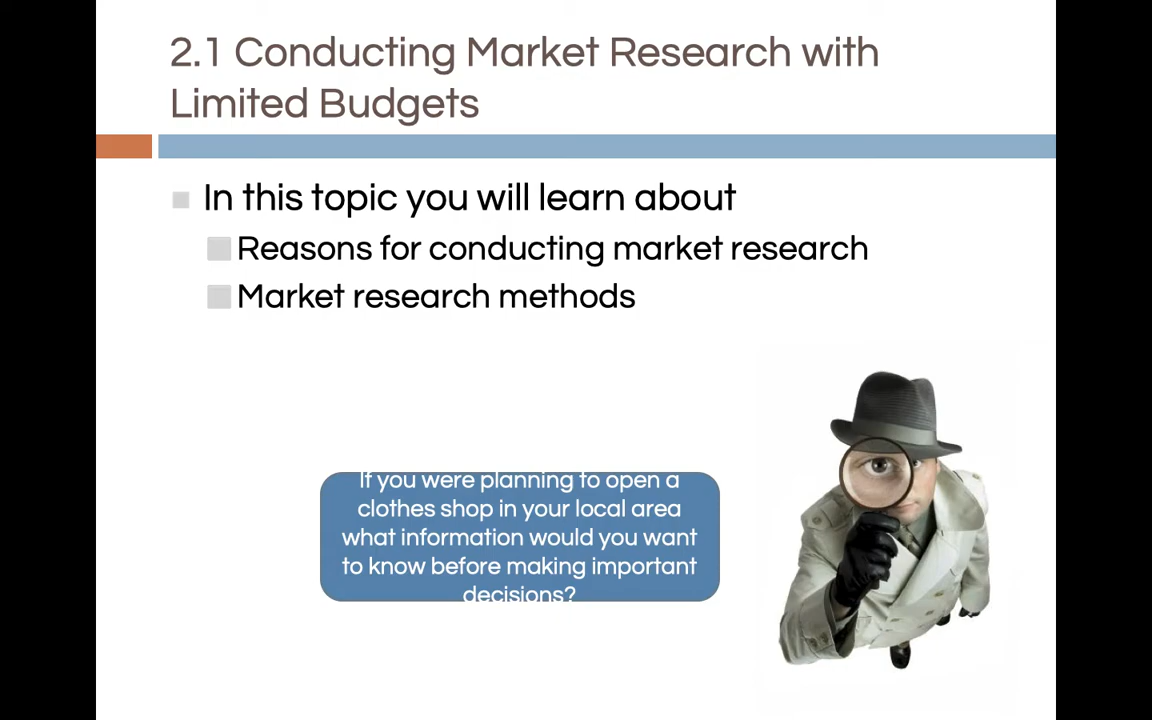 2.1 Conducting Market Research with
Limited Budgets
In this topic you will learn about
Reasons for conducting market research
Market research methods
If you were planning to open a
clothes shop in your local area
what information would you want
to know before making important
decisions?